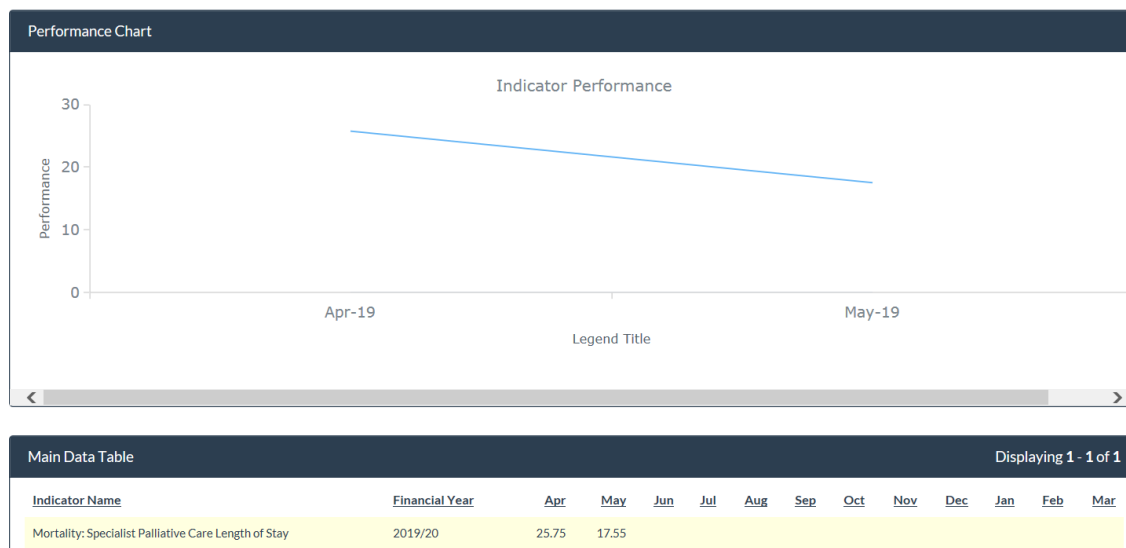 Performance Chart
Indicator Performance
30
20
10
0
Performance
Apr-19 May-19
Legend Title
Main Data Table Displaying 1 - 1 of 1
Indicator Name Financial Year Apr May Jun Jul Aug Sep Oct Nov Dec Jan Feb Mar
Mortality: Specialist Palliative Care Length of Stay 2019/20 25.75 17.55